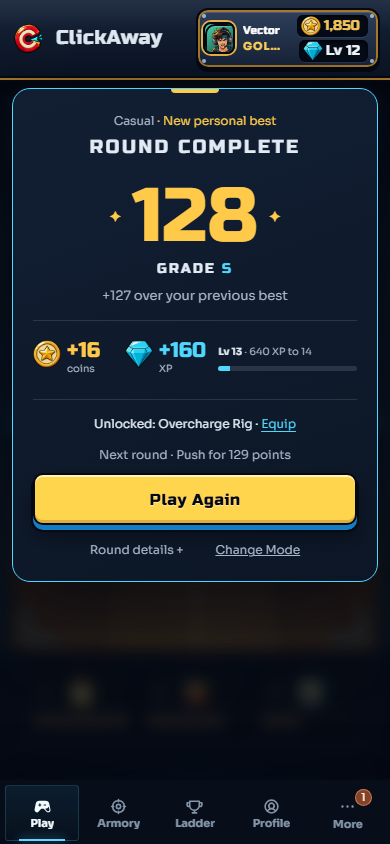 ClickAway
Vector
GOL...
1,850
Lv 12
Casual · New personal best
ROUND COMPLETE
128
GRADE S
+127 over your previous best
+16
coins
+160
XP
Lv 13 · 640 XP to 14
Unlocked: Overcharge Rig · Equip
Next round · Push for 129 points
Play Again
Round details +
Change Mode
Play
Armory
Ladder
Profile
1
More